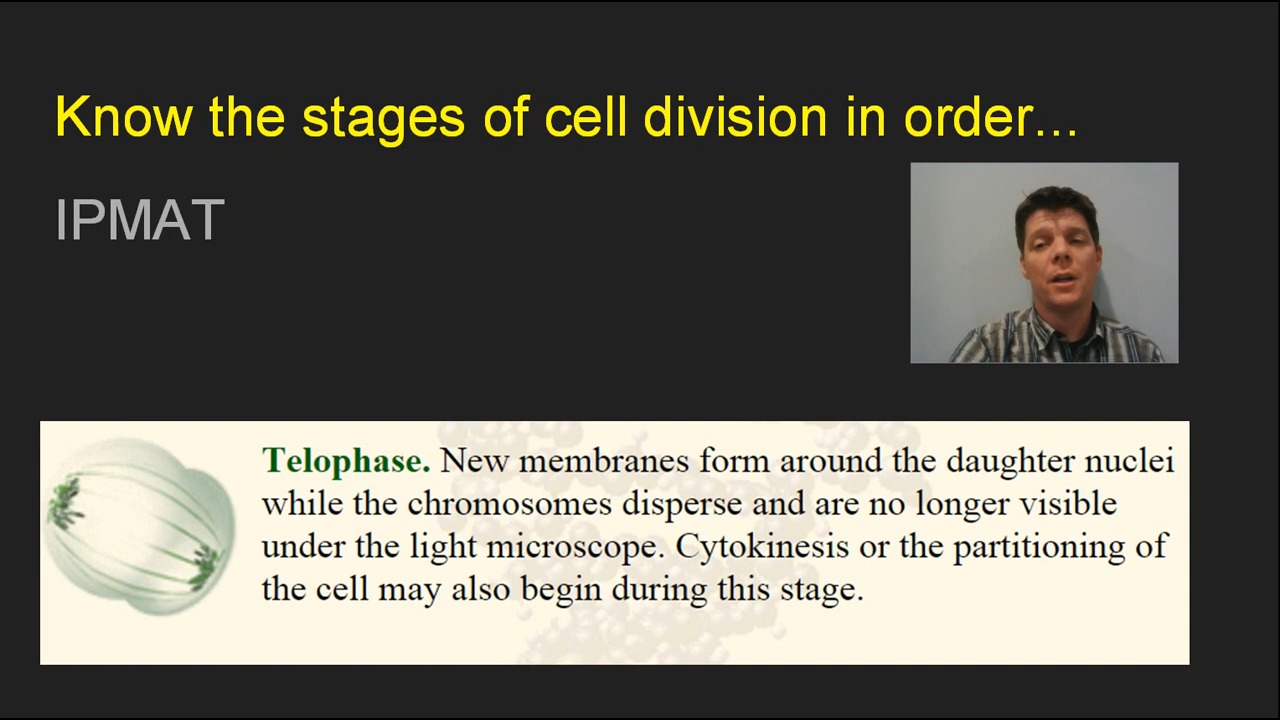 Know the stages of cell division in order...
IPMAT
Telophase. New membranes form around the daughter nuclei
while the chromosomes disperse and are no longer visible
under the light microscope. Cytokinesis or the partitioning of
the cell may also begin during this stage.